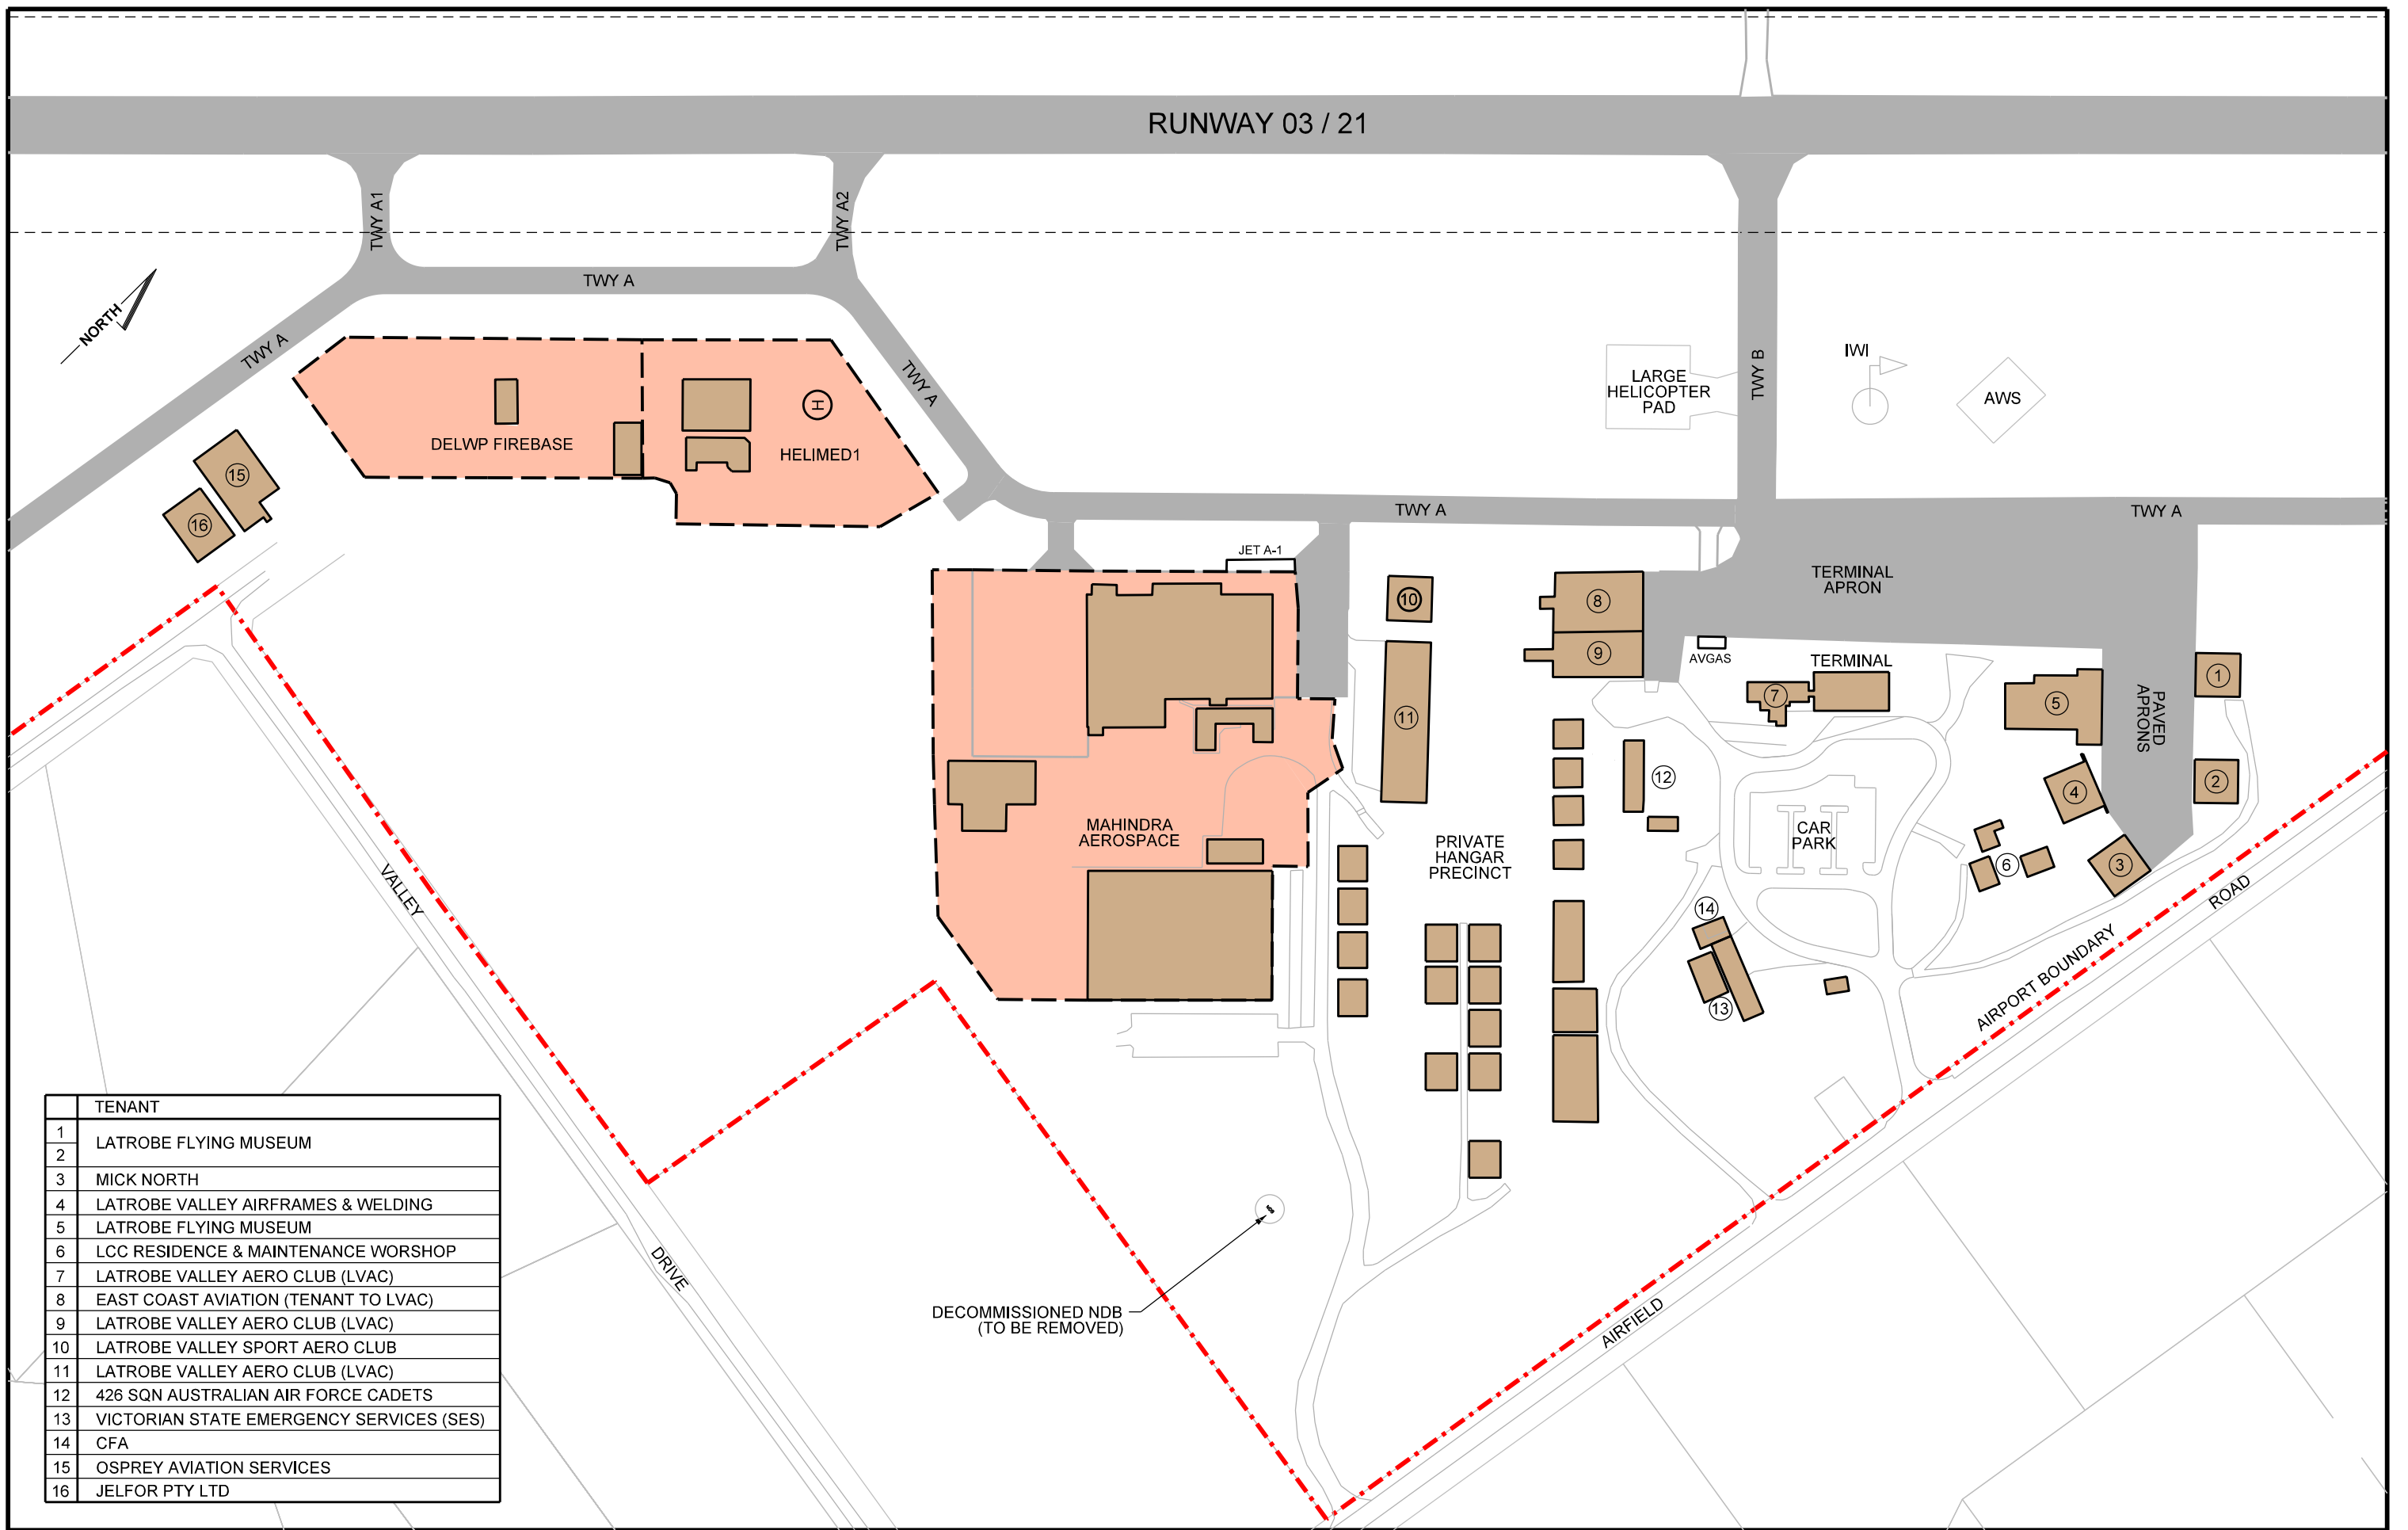 RUNWAY 03 / 21
TWY A1
TWY A2
TWY A
NORTH
TWY A
TWY A
TWY B
IWI
AWS
LARGE
HELICOPTER
PAD
DELWP FIREBASE
HELIMED1
H
15
16
TWY A
TWY A
JET A-1
TERMINAL
APRON
10
8
9
AVGAS
TERMINAL
7
1
5
PAVED
APRONS
11
12
2
4
MAHINDRA
AEROSPACE
PRIVATE
HANGAR
PRECINCT
CAR
PARK
6
3
VALLEY
ROAD
14
13
AIRPORT BOUNDARY
DRIVE
NDB
DECOMMISSIONED NDB
(TO BE REMOVED)
AIRFIELD
TENANT
1
LATROBE FLYING MUSEUM
2
3 MICK NORTH
4 LATROBE VALLEY AIRFRAMES & WELDING
5 LATROBE FLYING MUSEUM
6 LCC RESIDENCE & MAINTENANCE WORSHOP
7 LATROBE VALLEY AERO CLUB (LVAC)
8 EAST COAST AVIATION (TENANT TO LVAC)
9 LATROBE VALLEY AERO CLUB (LVAC)
10 LATROBE VALLEY SPORT AERO CLUB
11 LATROBE VALLEY AERO CLUB (LVAC)
12 426 SQN AUSTRALIAN AIR FORCE CADETS
13 VICTORIAN STATE EMERGENCY SERVICES (SES)
14 CFA
15 OSPREY AVIATION SERVICES
16 JELFOR PTY LTD